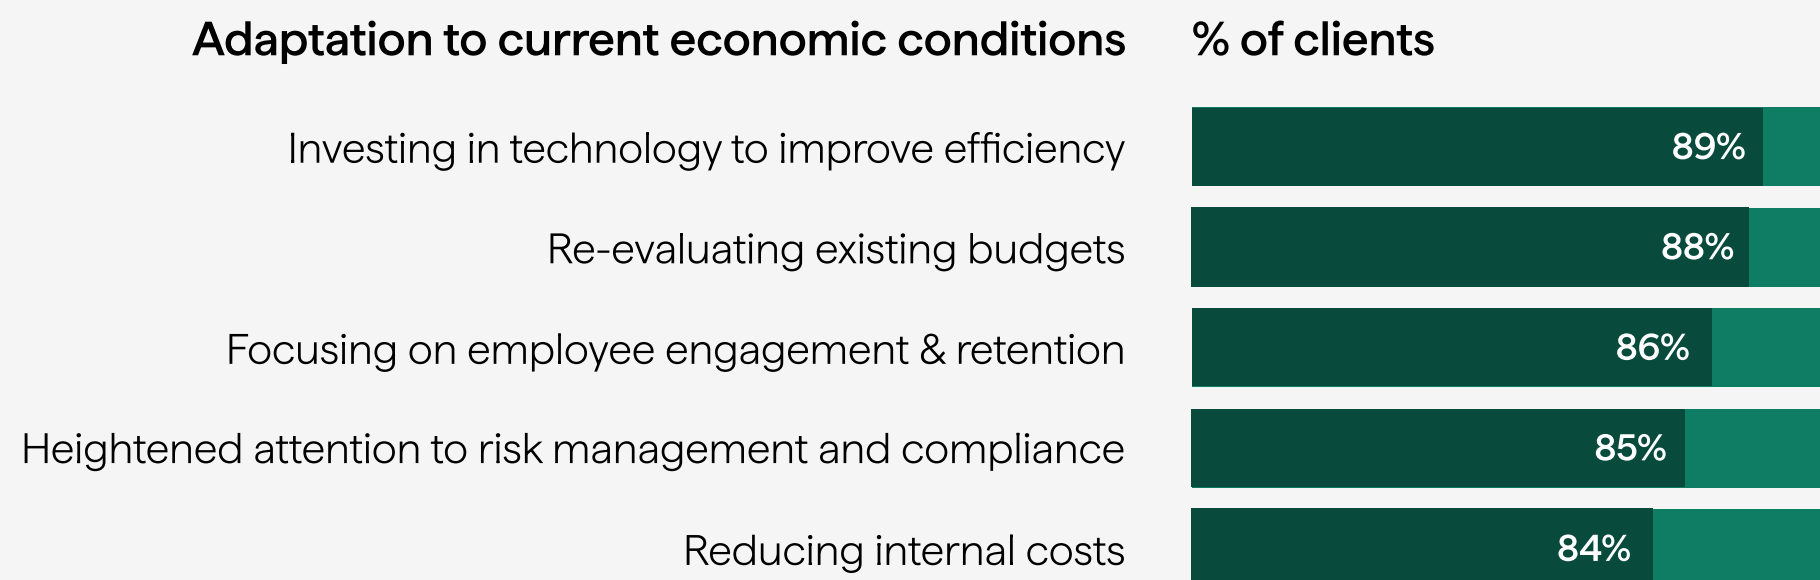 Adaptation to current economic conditions % of clients
Investing in technology to improve efficiency 89%
Re-evaluating existing budgets 88%
Focusing on employee engagement & retention 86%
Heightened attention to risk management and compliance 85%
Reducing internal costs 84%